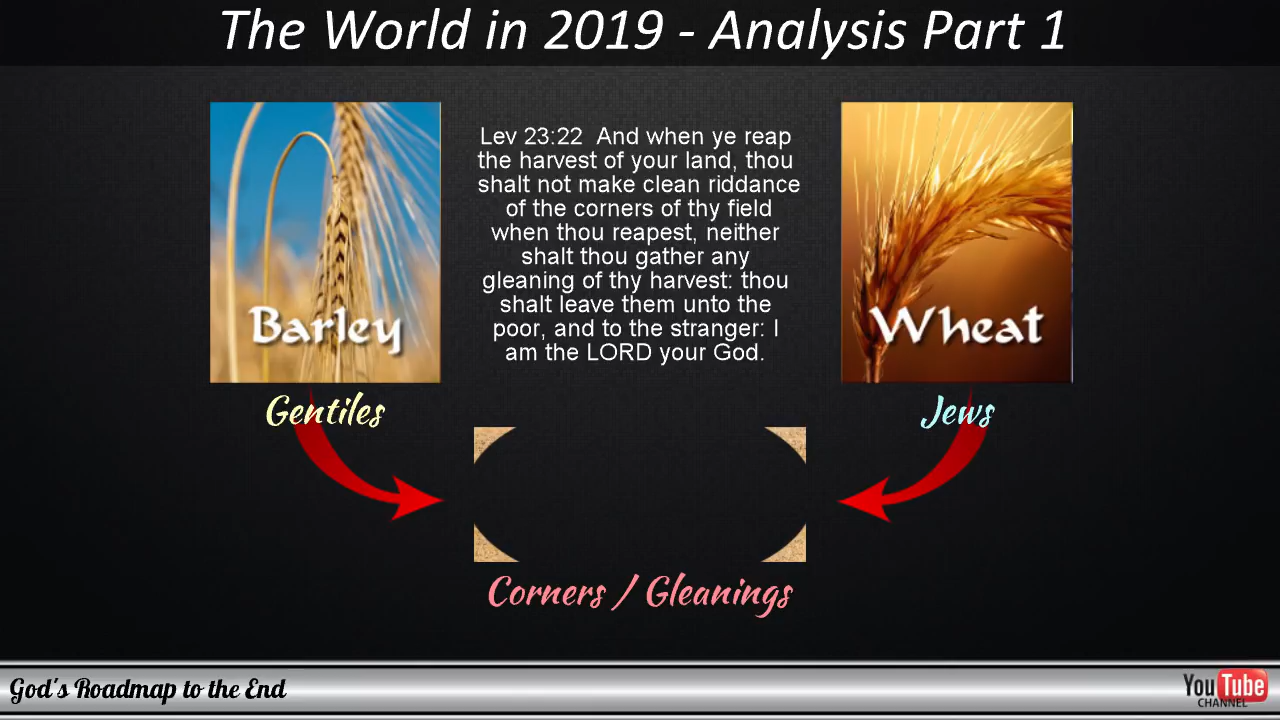 The World in 2019 - Analysis Part 1
Lev 23:22  And when ye reap
the harvest of your land, thou
shalt not make clean riddance
of the corners of thy field
when thou reapest, neither
shalt thou gather any
gleaning of thy harvest: thou
shalt leave them unto the
poor, and to the stranger: I
am the LORD your God.
Barley
Wheat
Gentiles
Jews
Corners / Gleanings
God's Roadmap to the End
YouTube
CHANNEL